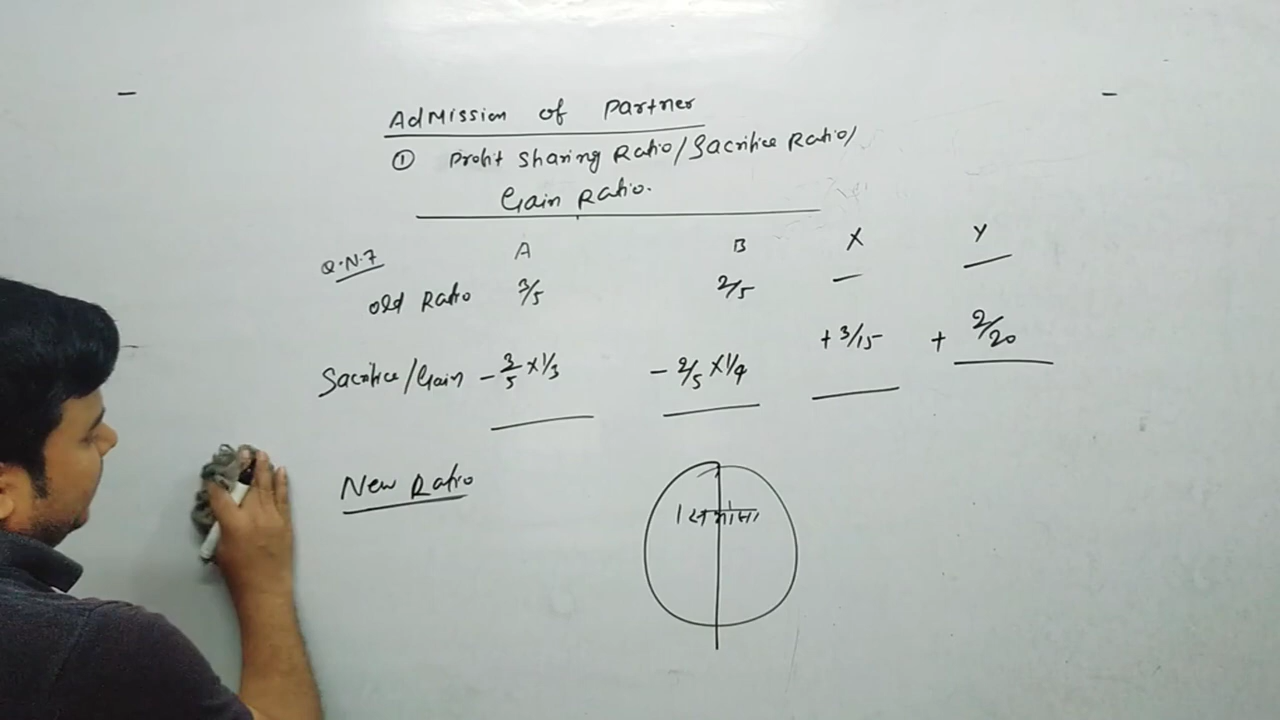 Admission of Partner
① Profit Sharing Ratio/Sacrifice Ratio/
Gain Ratio.
Q.N.7 A B X Y
Old Ratio 3/5 2/5 — —
Sacrifice/Gain - 3/5 x 1/3 - 2/5 x 1/4 + 3/15 + 2/20
New Ratio